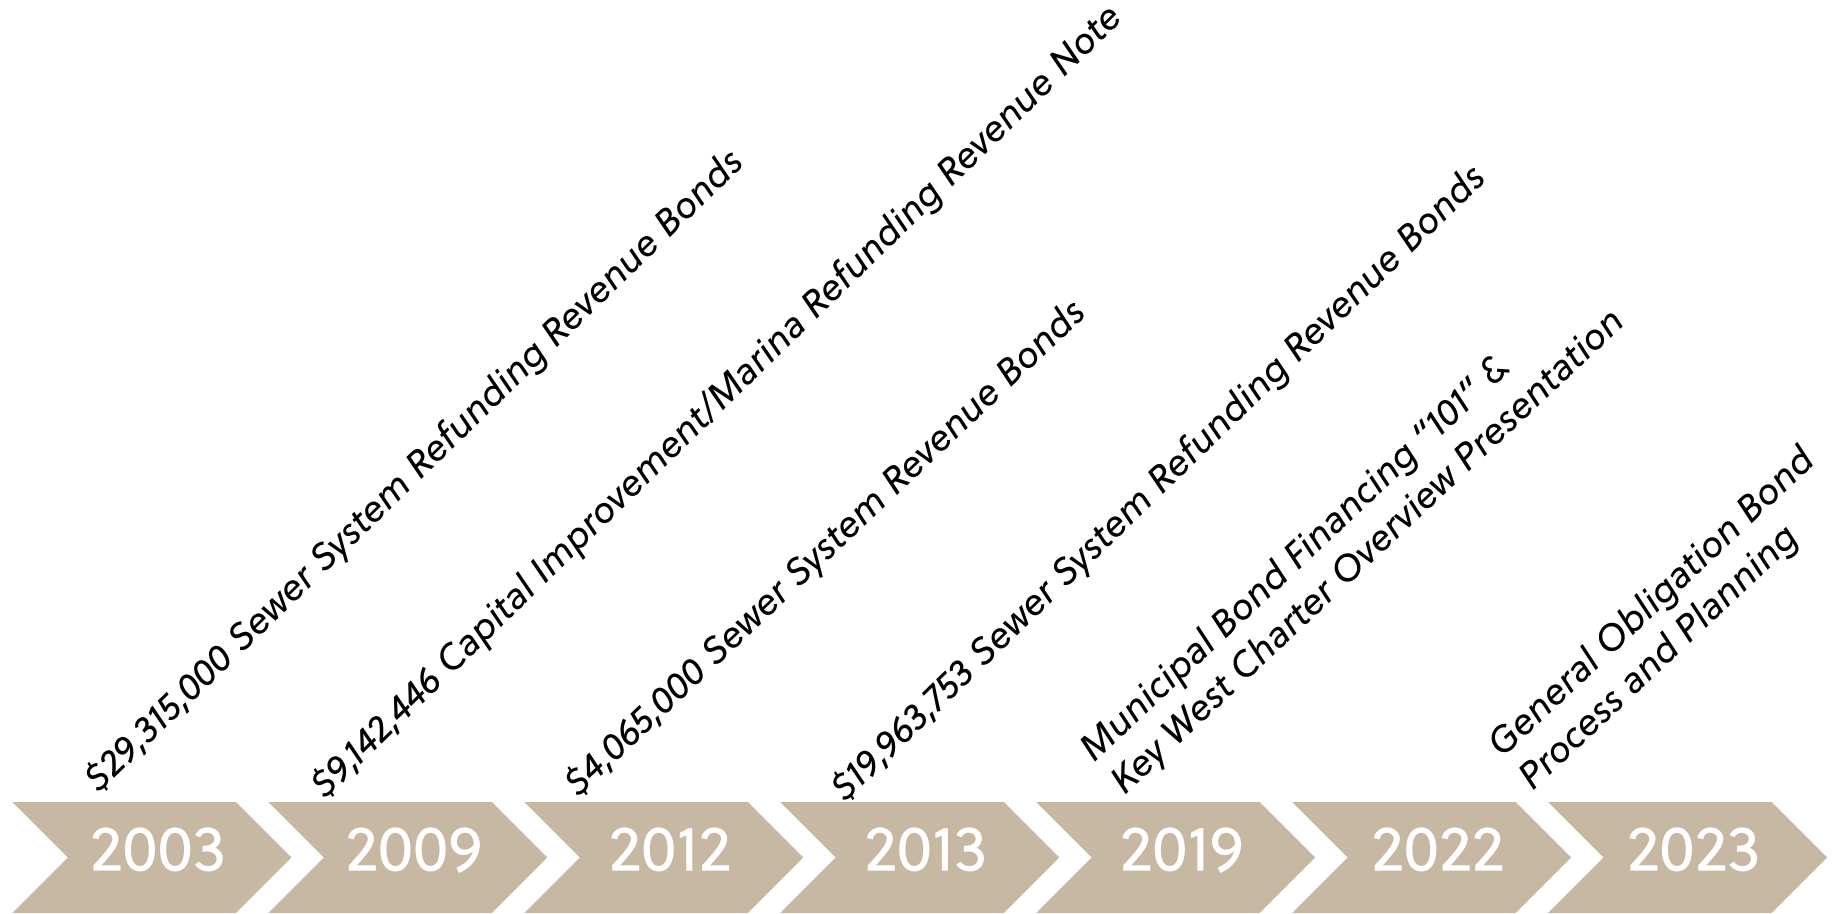 $29,315,000 Sewer System Refunding Revenue Bonds
$9,142,446 Capital Improvement/Marina Refunding Revenue Note
$4,065,000 Sewer System Revenue Bonds
$19,963,753 Sewer System Refunding Revenue Bonds
Municipal Bond Financing "101" &
Key West Charter Overview Presentation
General Obligation Bond
Process and Planning
2003
2009
2012
2013
2019
2022
2023